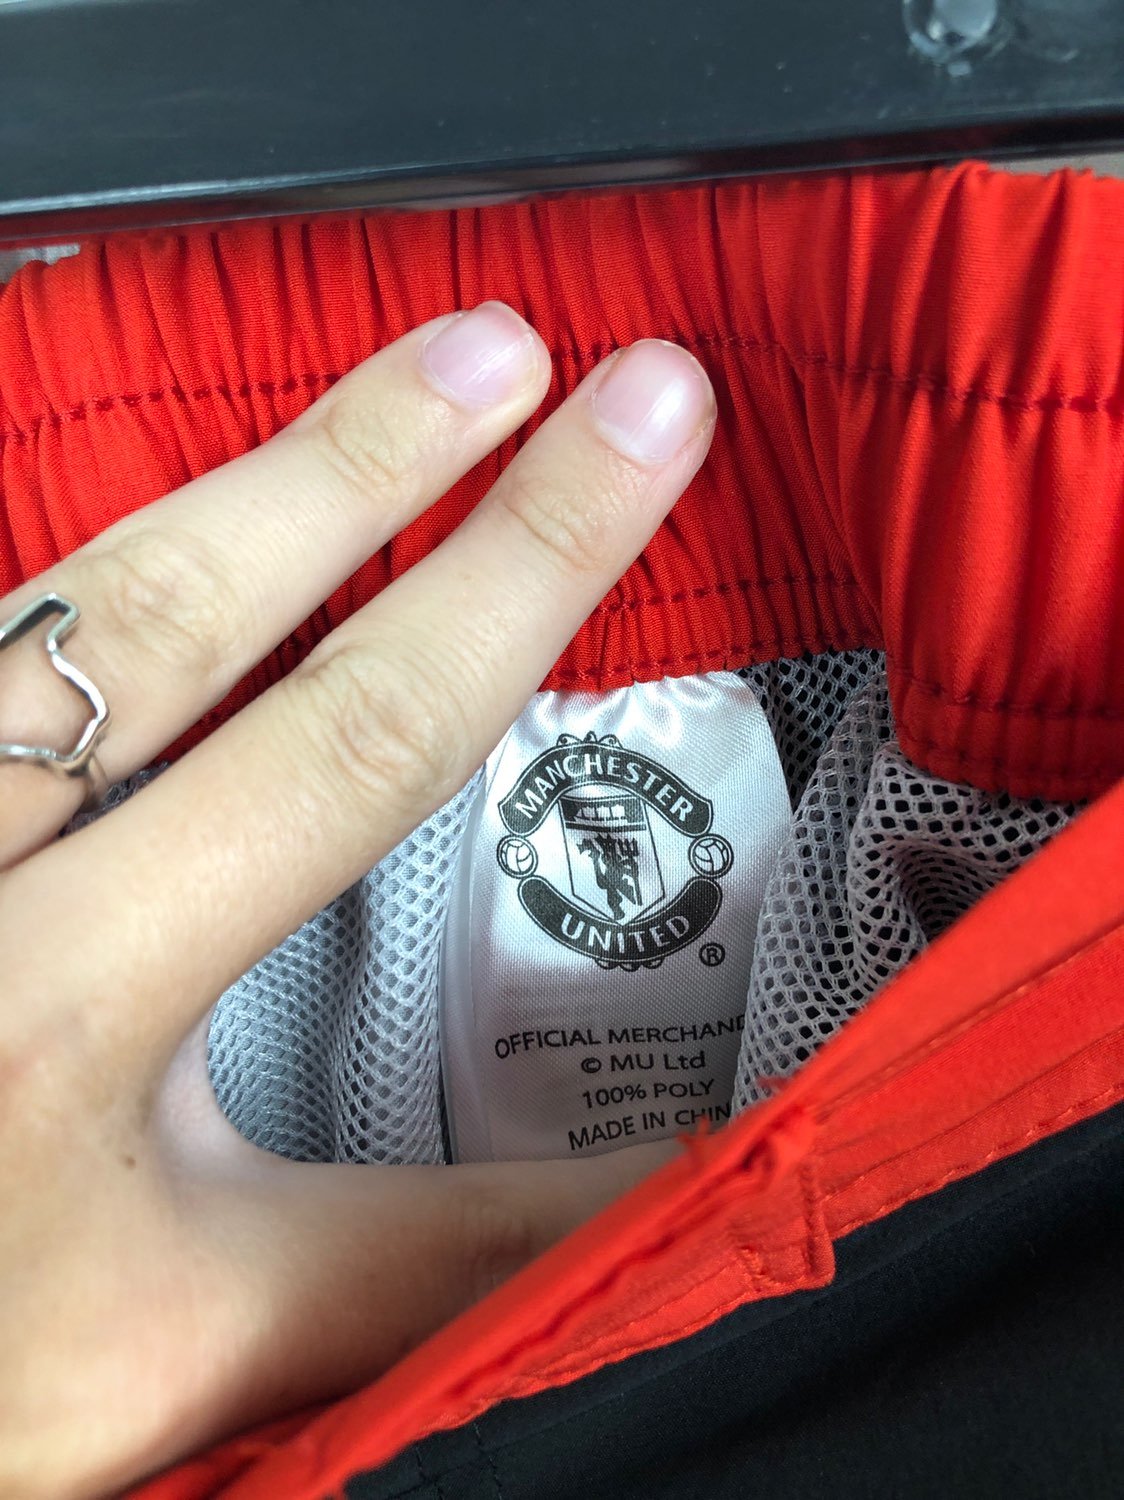 MANCHESTER
UNITED
®
OFFICIAL MERCHAND
© MU Ltd
100% POLY
MADE IN CHIN